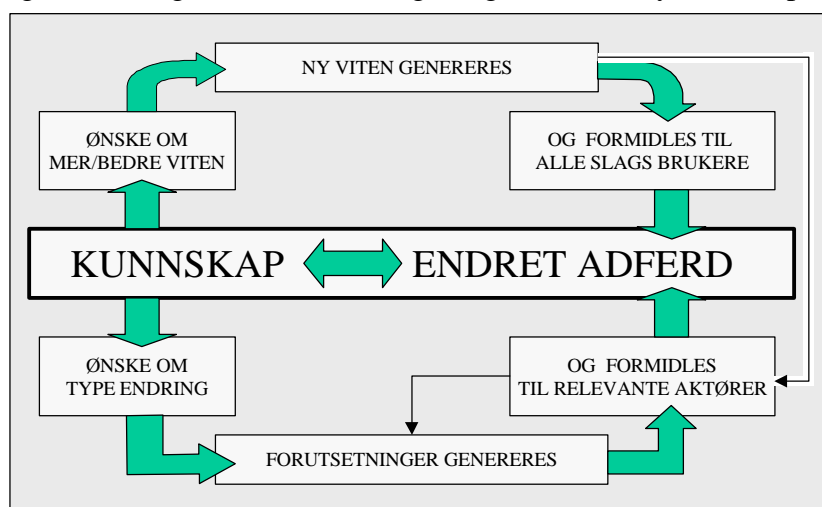 NY VITEN GENERERES
ØNSKE OM
MER/BEDRE VITEN
OG FORMIDLES TIL
ALLE SLAGS BRUKERE
KUNNSKAP ENDRET ADFERD
ØNSKE OM
TYPE ENDRING
OG FORMIDLES
TIL RELEVANTE AKTØRER
FORUTSETNINGER GENERERES